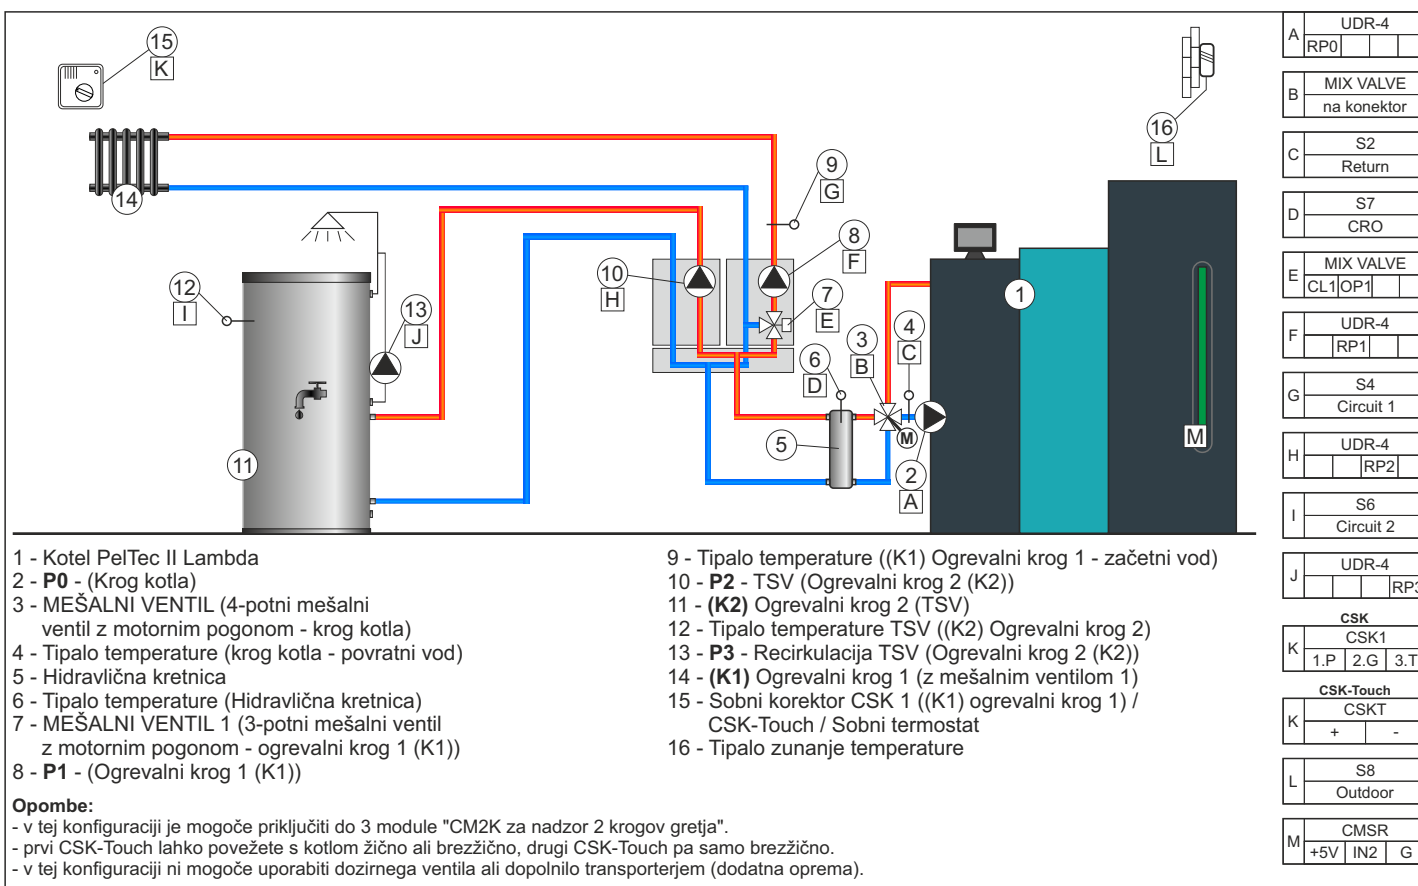 15
K
14
16
L
9
G
8
F
10
H
7
E
12
I
13
J
3
B
4
C
6
D
1
5
M
2
A
11
M
1 - Kotel PelTec II Lambda
2 - P0 - (Krog kotla)
3 - MEŠALNI VENTIL (4-potni mešalni
ventil z motornim pogonom - krog kotla)
4 - Tipalo temperature (krog kotla - povratni vod)
5 - Hidravlična kretnica
6 - Tipalo temperature (Hidravlična kretnica)
7 - MEŠALNI VENTIL 1 (3-potni mešalni ventil
z motornim pogonom - ogrevalni krog 1 (K1))
8 - P1 - (Ogrevalni krog 1 (K1))
9 - Tipalo temperature ((K1) Ogrevalni krog 1 - začetni vod)
10 - P2 - TSV (Ogrevalni krog 2 (K2))
11 - (K2) Ogrevalni krog 2 (TSV)
12 - Tipalo temperature TSV ((K2) Ogrevalni krog 2)
13 - P3 - Recirkulacija TSV (Ogrevalni krog 2 (K2))
14 - (K1) Ogrevalni krog 1 (z mešalnim ventilom 1)
15 - Sobni korektor CSK 1 ((K1) ogrevalni krog 1) /
CSK-Touch / Sobni termostat
16 - Tipalo zunanje temperature
Opombe:
- v tej konfiguraciji je mogoče priključiti do 3 module "CM2K za nadzor 2 krogov gretja".
- prvi CSK-Touch lahko povežete s kotlom žično ali brezžično, drugi CSK-Touch pa samo brezžično.
- v tej konfiguraciji ni mogoče uporabiti dozirnega ventila ali dopolnilo transporterjem (dodatna oprema).
A UDR-4
RP0
B MIX VALVE
na konektor
C S2
Return
D S7
CRO
E MIX VALVE
CL1 OP1
F UDR-4
RP1
G S4
Circuit 1
H UDR-4
RP2
I S6
Circuit 2
J UDR-4
RP3
CSK
K CSK1
1.P 2.G 3.T
CSK-Touch
K CSKT
+ -
L S8
Outdoor
M CMSR
+5V IN2 G